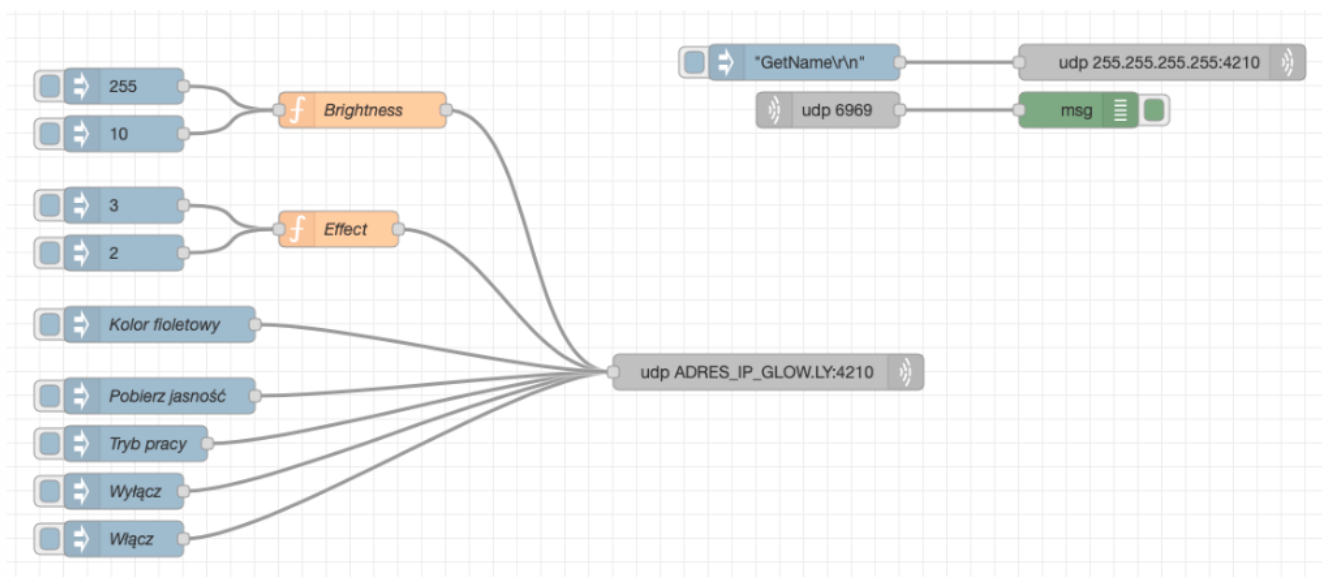 255
10
Brightness
3
2
Effect
Kolor fioletowy
Pobierz jasność
Tryb pracy
Wyłącz
Włącz
udp ADRES_IP_GLOW.LY:4210
"GetName\r\n"
udp 255.255.255.255:4210
udp 6969
msg